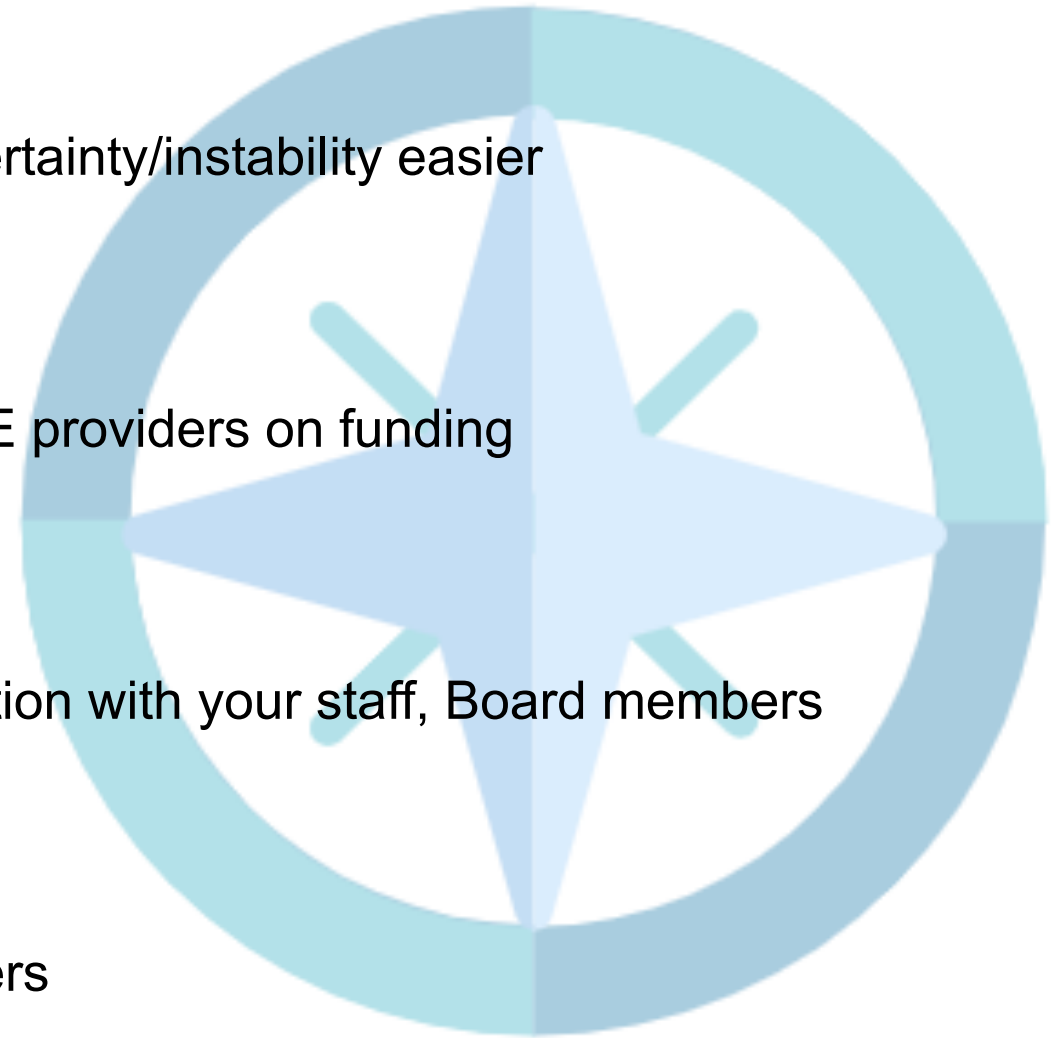 ertainty/instability easier
E providers on funding
tion with your staff, Board members
ers